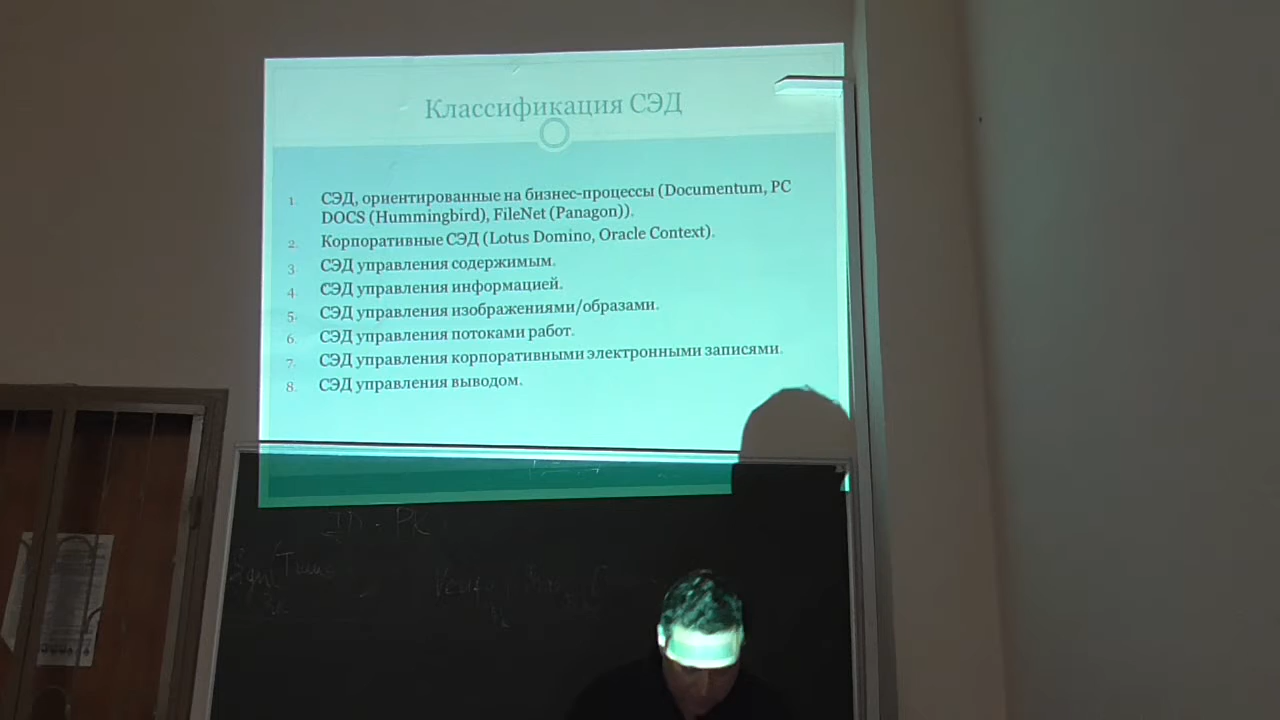 Классификация СЭД
1. СЭД, ориентированные на бизнес-процессы (Documentum, PC
DOCS (Hummingbird), FileNet (Panagon)).
2. Корпоративные СЭД (Lotus Domino, Oracle Context).
3. СЭД управления содержимым.
4. СЭД управления информацией.
5. СЭД управления изображениями/образами.
6. СЭД управления потоками работ.
7. СЭД управления корпоративными электронными записями.
8. СЭД управления выводом.
ID - PK